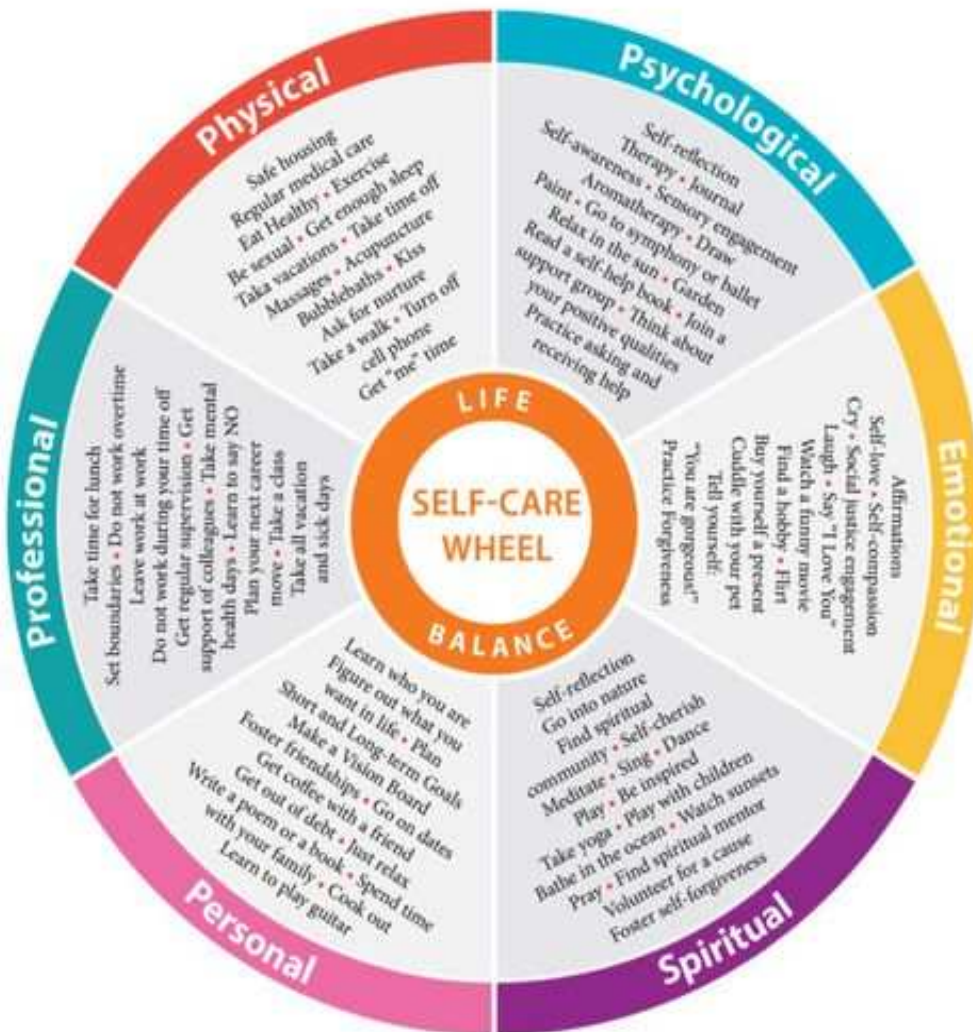 Physical
Safe housing
Regular medical care
Eat Healthy • Exercise
Be sexual • Get enough sleep
Taka vacations • Take time off
Massages • Acupuncture
Bubblebaths • Kiss
Ask for nurture
Take a walk • Turn off
cell phone
Get "me" time
Psychological
Self-reflection
Therapy • Journal
Self-awareness • Sensory engagement
Aromatherapy • Draw
Paint • Go to symphony or ballet
Relax in the sun • Garden
Read a self-help book • Join a
support group • Think about
your positive qualities
Practice asking and
receiving help
Emotional
Affirmations
Self-love • Self-compassion
Cry • Social justice engagement
Laugh • Say "I Love You"
Watch a funny movie
Find a hobby • Flirt
Buy yourself a present
Cuddle with your pet
Tell yourself:
"You are gorgeous!"
Practice Forgiveness
Spiritual
Self-reflection
Go into nature
Find spiritual
community • Self-cherish
Meditate • Sing • Dance
Play • Be inspired
Take yoga • Play with children
Bathe in the ocean • Watch sunsets
Pray • Find spiritual mentor
Volunteer for a cause
Foster self-forgiveness
Personal
Learn who you are
Figure out what you
want in life • Plan
Short and Long-term Goals
Make a Vision Board
Foster friendships • Go on dates
Get coffee with a friend
Get out of debt • Just relax
Write a poem or a book • Spend time
with your family • Cook out
Learn to play guitar
Professional
Take time for lunch
Set boundaries • Do not work overtime
Leave work at work
Do not work during your time off
Get regular supervision • Get
support of colleagues • Take mental
health days • Learn to say NO
Plan your next career
move • Take a class
Take all vacation
and sick days
LIFE
SELF-CARE
WHEEL
BALANCE